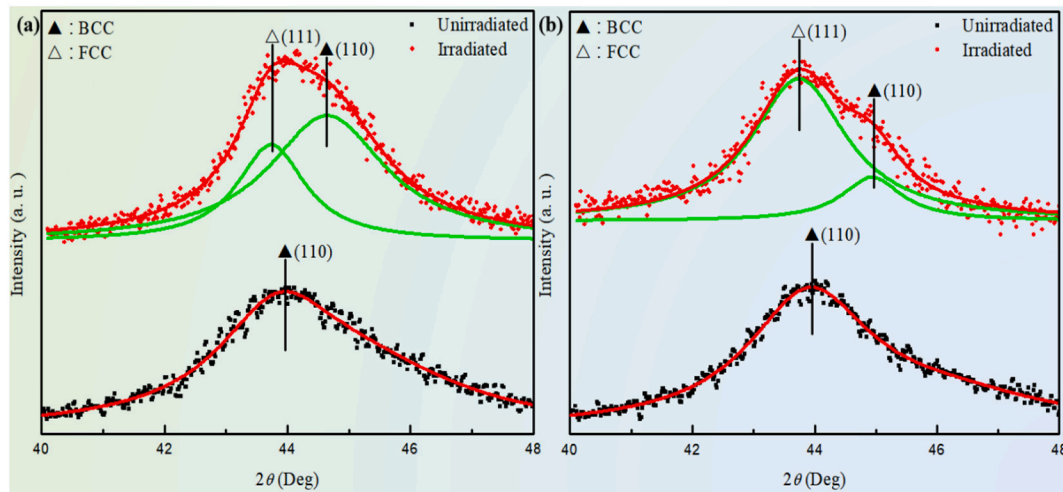 (a)
▲ : BCC
△ : FCC
■ Unirradiated
♦ Irradiated
△(111)
▲(110)
▲(110)
Intensity (a. u.)
40 42 44 46 48
2θ (Deg)
(b)
▲ : BCC
△ : FCC
■ Unirradiated
♦ Irradiated
△(111)
▲(110)
▲(110)
Intensity (a. u.)
40 42 44 46 48
2θ (Deg)